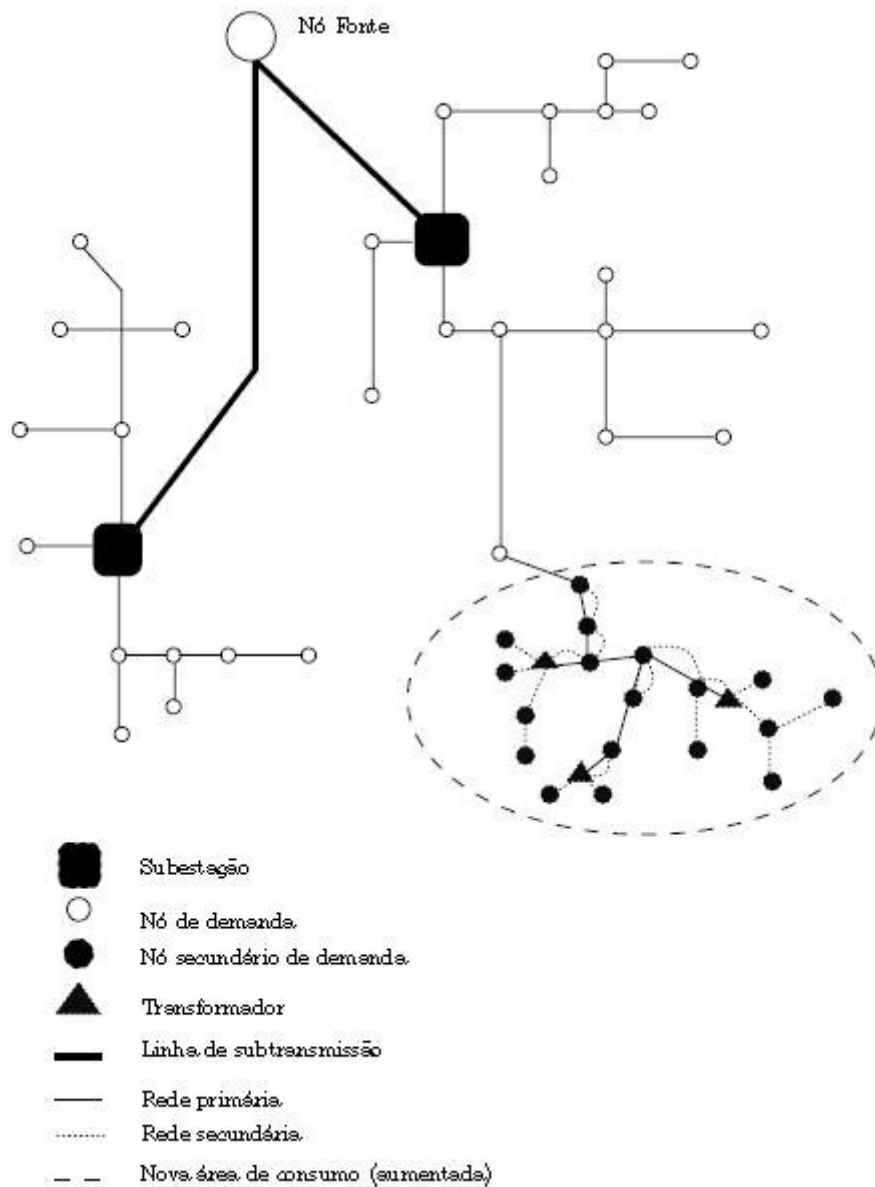 Nó Fonte
Subestação
Nó de demanda
Nó secundário de demanda
Transformador
Linha de subtransmissão
Rede primária
Rede secundária
Nova área de consumo (aumentada)